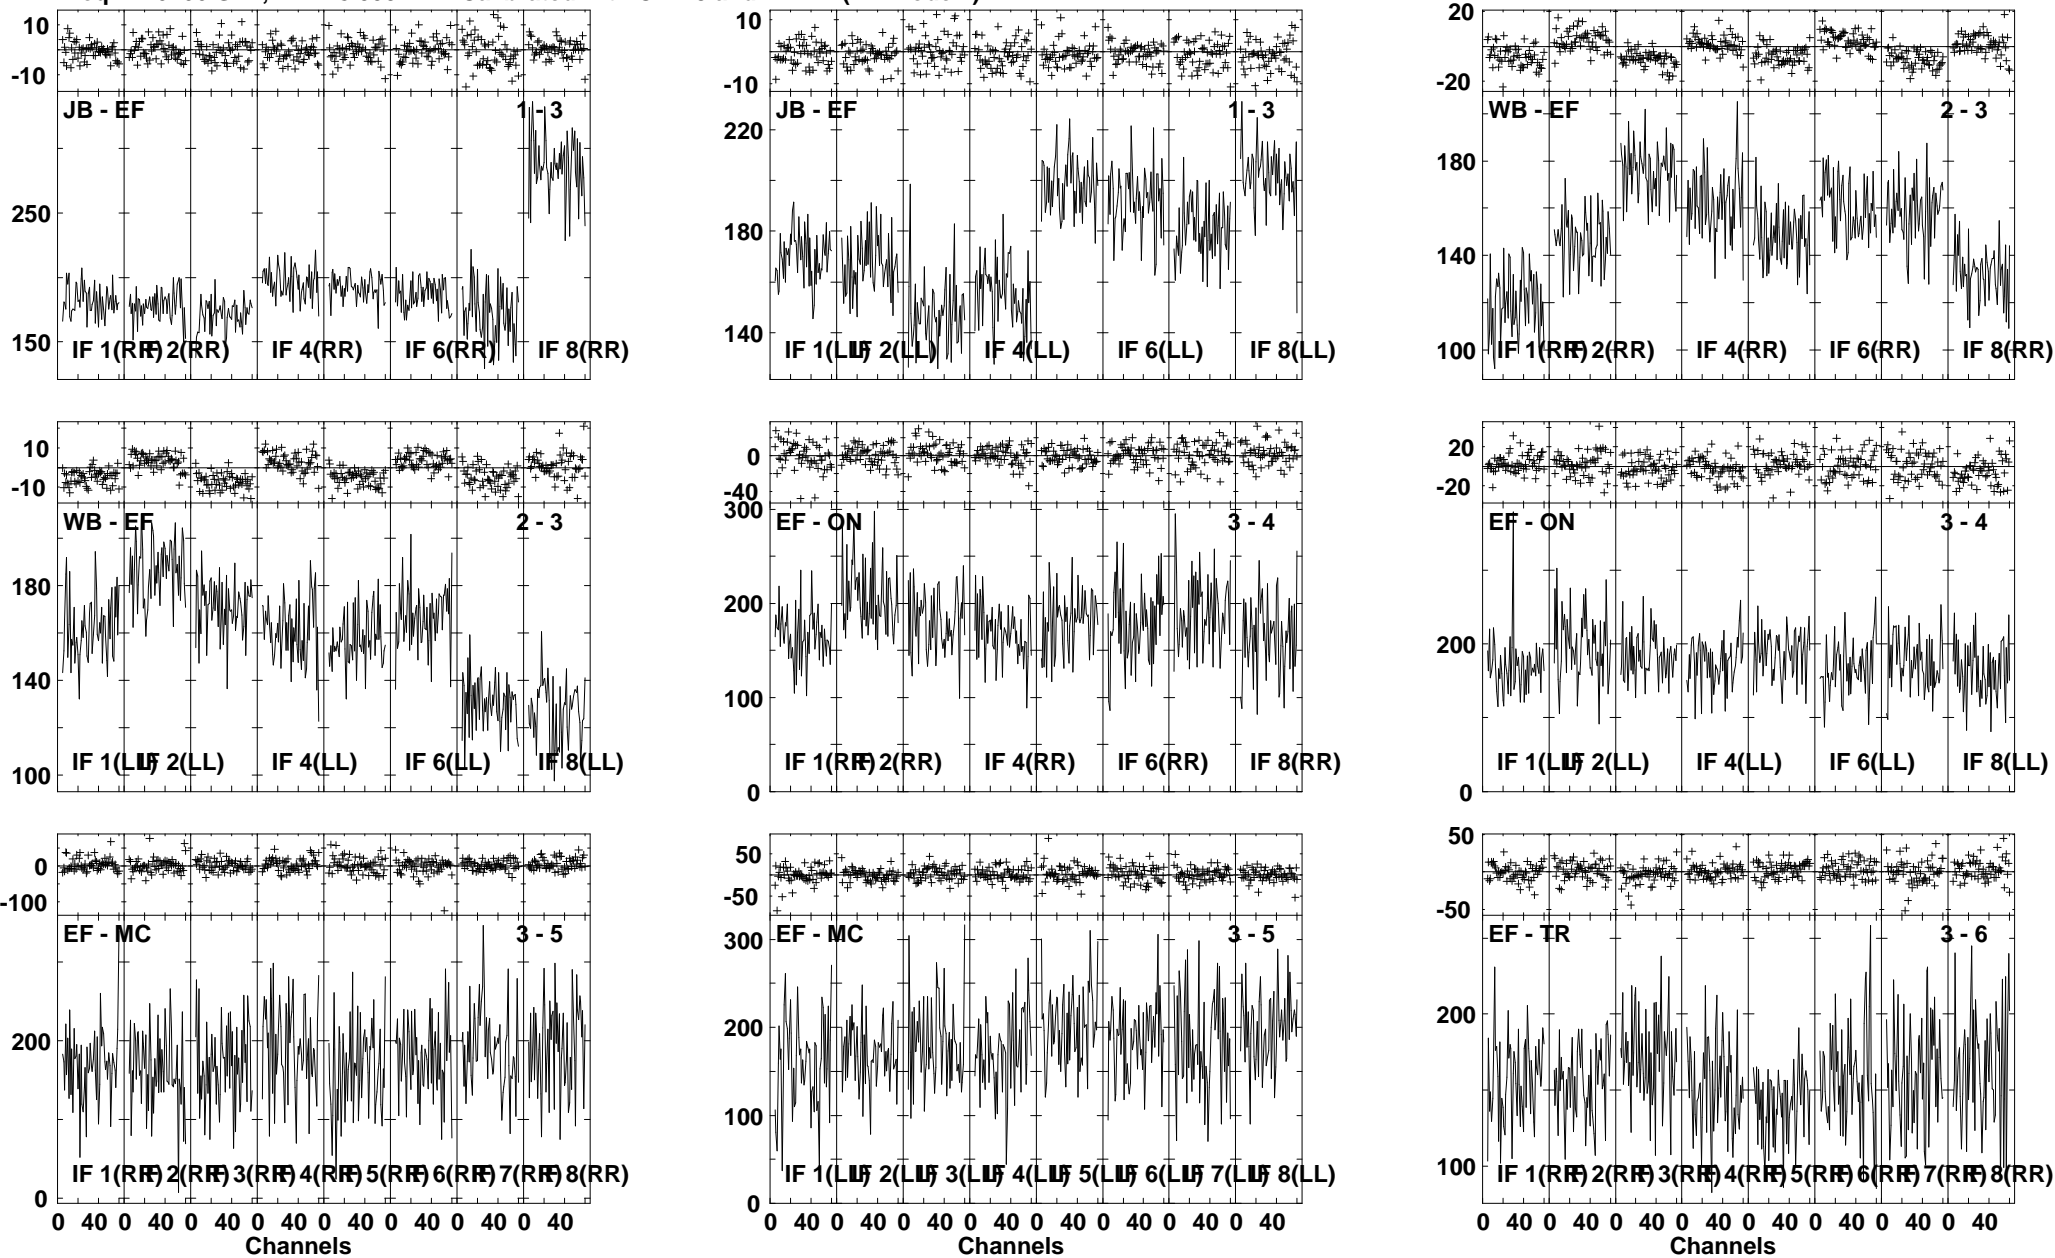 10
-10
JB - EF
1 - 3
250
150
IF 1(RR) IF 2(RR) IF 4(RR) IF 6(RR) IF 8(RR)
10
-10
JB - EF
1 - 3
220
180
140
IF 1(LL) IF 2(LL) IF 4(LL) IF 6(LL) IF 8(LL)
20
-20
WB - EF
2 - 3
180
140
100
IF 1(RR) IF 2(RR) IF 4(RR) IF 6(RR) IF 8(RR)
10
-10
WB - EF
2 - 3
180
140
100
IF 1(LL) IF 2(LL) IF 4(LL) IF 6(LL) IF 8(LL)
0
-40
300
EF - ON
3 - 4
200
100
0
IF 1(RR) IF 2(RR) IF 4(RR) IF 6(RR) IF 8(RR)
20
-20
EF - ON
3 - 4
200
0
IF 1(LL) IF 2(LL) IF 4(LL) IF 6(LL) IF 8(LL)
0
-100
EF - MC
3 - 5
200
0
IF 1(RR) IF 2(RR) IF 3(RR) IF 4(RR) IF 5(RR) IF 6(RR) IF 7(RR) IF 8(RR)
0 40 0 40 0 40 0 40 0 40 0 40 0 40 0 40
Channels
50
-50
EF - MC
3 - 5
300
200
100
0
IF 1(LL) IF 2(LL) IF 3(LL) IF 4(LL) IF 5(LL) IF 6(LL) IF 7(LL) IF 8(LL)
0 40 0 40 0 40 0 40 0 40 0 40 0 40 0 40
Channels
50
-50
EF - TR
3 - 6
200
100
IF 1(RR) IF 2(RR) IF 3(RR) IF 4(RR) IF 5(RR) IF 6(RR) IF 7(RR) IF 8(RR)
0 40 0 40 0 40 0 40 0 40 0 40 0 40 0 40
Channels